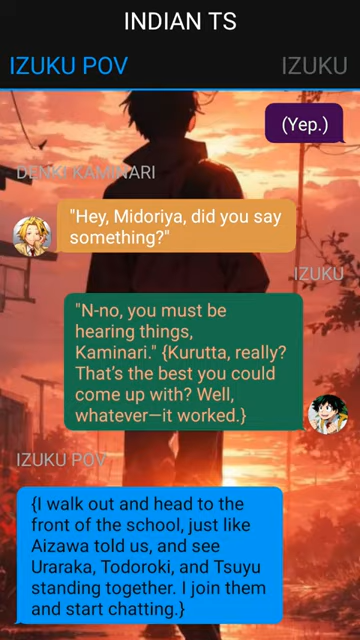 INDIAN TS
IZUKU POV
IZUKU
(Yep.)
DENKI KAMINARI
"Hey, Midoriya, did you say
something?"
IZUKU
"N-no, you must be
hearing things,
Kaminari." {Kurutta, really?
That's the best you could
come up with? Well,
whatever—it worked.}
IZUKU POV
{I walk out and head to the
front of the school, just like
Aizawa told us, and see
Uraraka, Todoroki, and Tsuyu
standing together. I join them
and start chatting.}